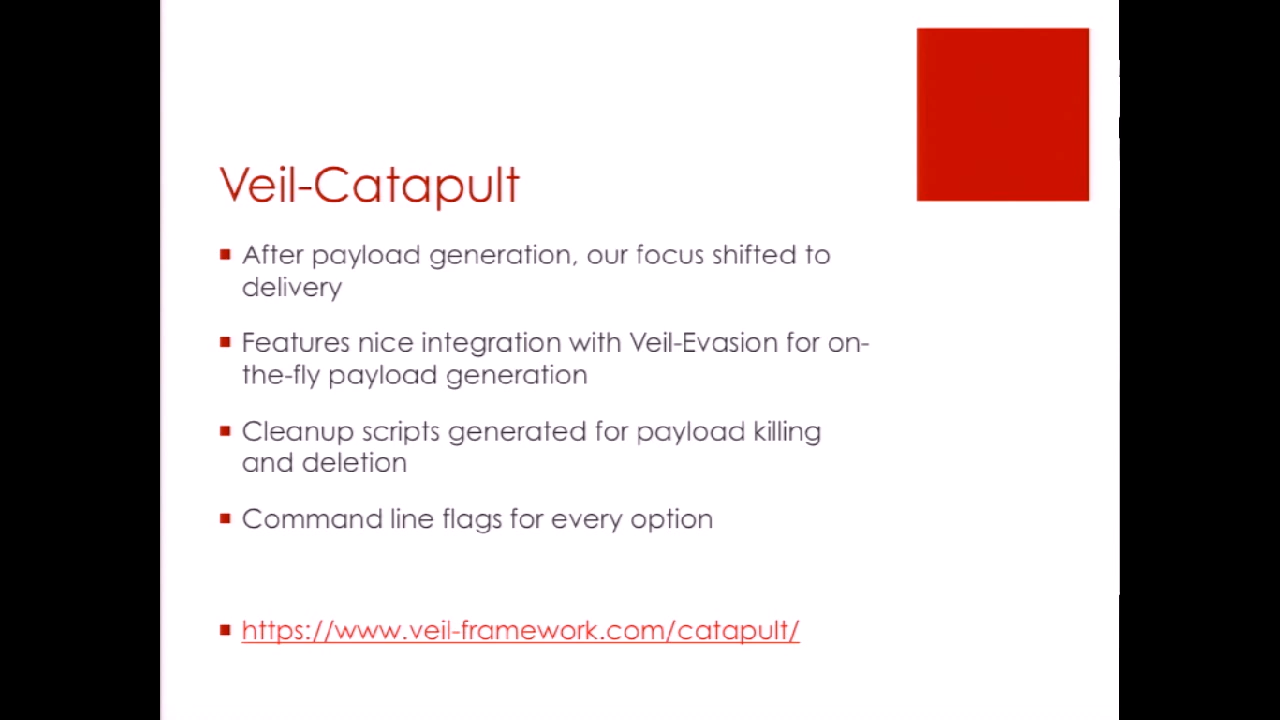 Veil-Catapult
After payload generation, our focus shifted to
delivery
Features nice integration with Veil-Evasion for on-
the-fly payload generation
Cleanup scripts generated for payload killing
and deletion
Command line flags for every option
https://www.veil-framework.com/catapult/